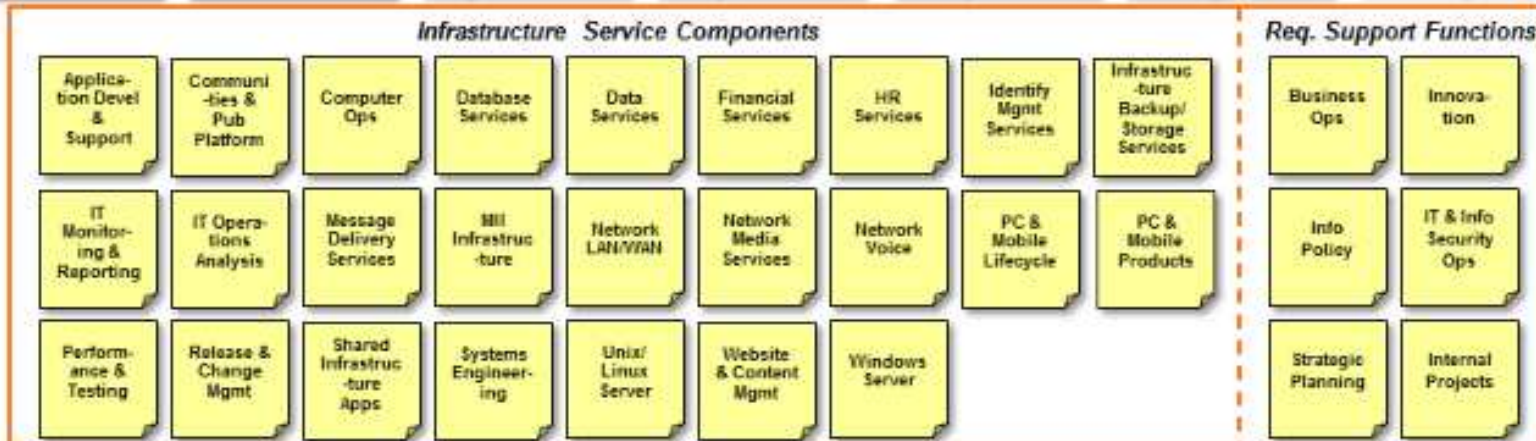 Infrastructure Service Components
Req. Support Functions
Applica-
tion Devel
&
Support
Communi
-ties &
Pub
Platform
Computer
Ops
Database
Services
Data
Services
Financial
Services
HR
Services
Identify
Mgmt
Services
Infrastruc
-ture
Backup/
Storage
Services
Business
Ops
Innova-
tion
IT
Monitor-
ing &
Reporting
IT Opera-
tions
Analysis
Message
Delivery
Services
MII
Infrastruc
-ture
Network
LAN/WAN
Network
Media
Services
Network
Voice
PC &
Mobile
Lifecycle
PC &
Mobile
Products
Info
Policy
IT & Info
Security
Ops
Perform-
ance &
Testing
Release &
Change
Mgmt
Shared
Infrastruc
-ture
Apps
Systems
Engineer-
ing
Unix/
Linux
Server
Website
& Content
Mgmt
Windows
Server
Strategic
Planning
Internal
Projects